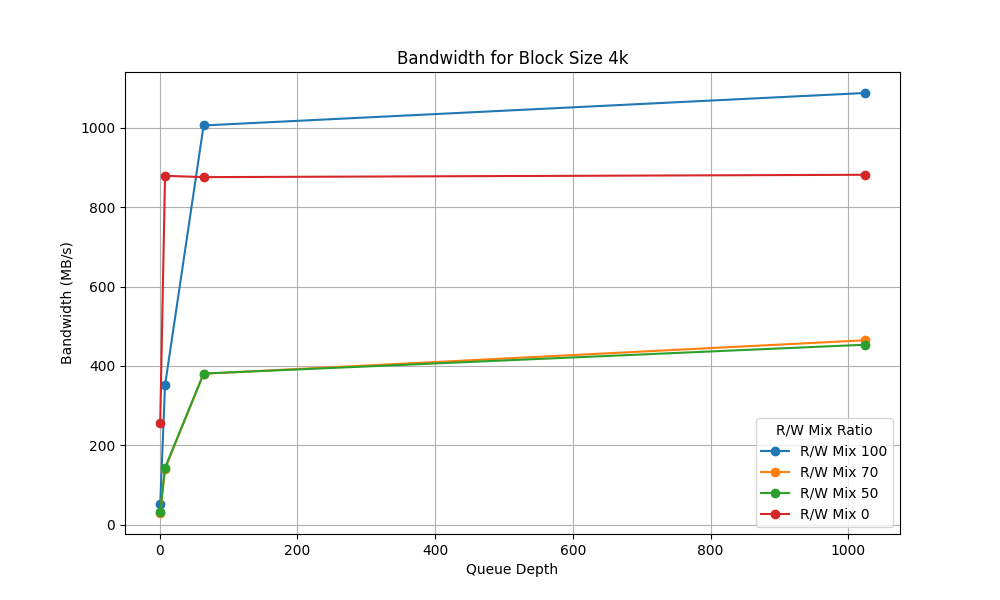 Bandwidth for Block Size 4k
Bandwidth (MB/s)
1000
800
600
400
200
0
0
200
400
600
800
1000
Queue Depth
R/W Mix Ratio
R/W Mix 100
R/W Mix 70
R/W Mix 50
R/W Mix 0